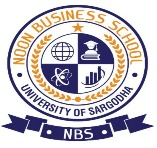 NOON BUSINESS SCHOOL
UNIVERSITY OF SARGODHA
NBS